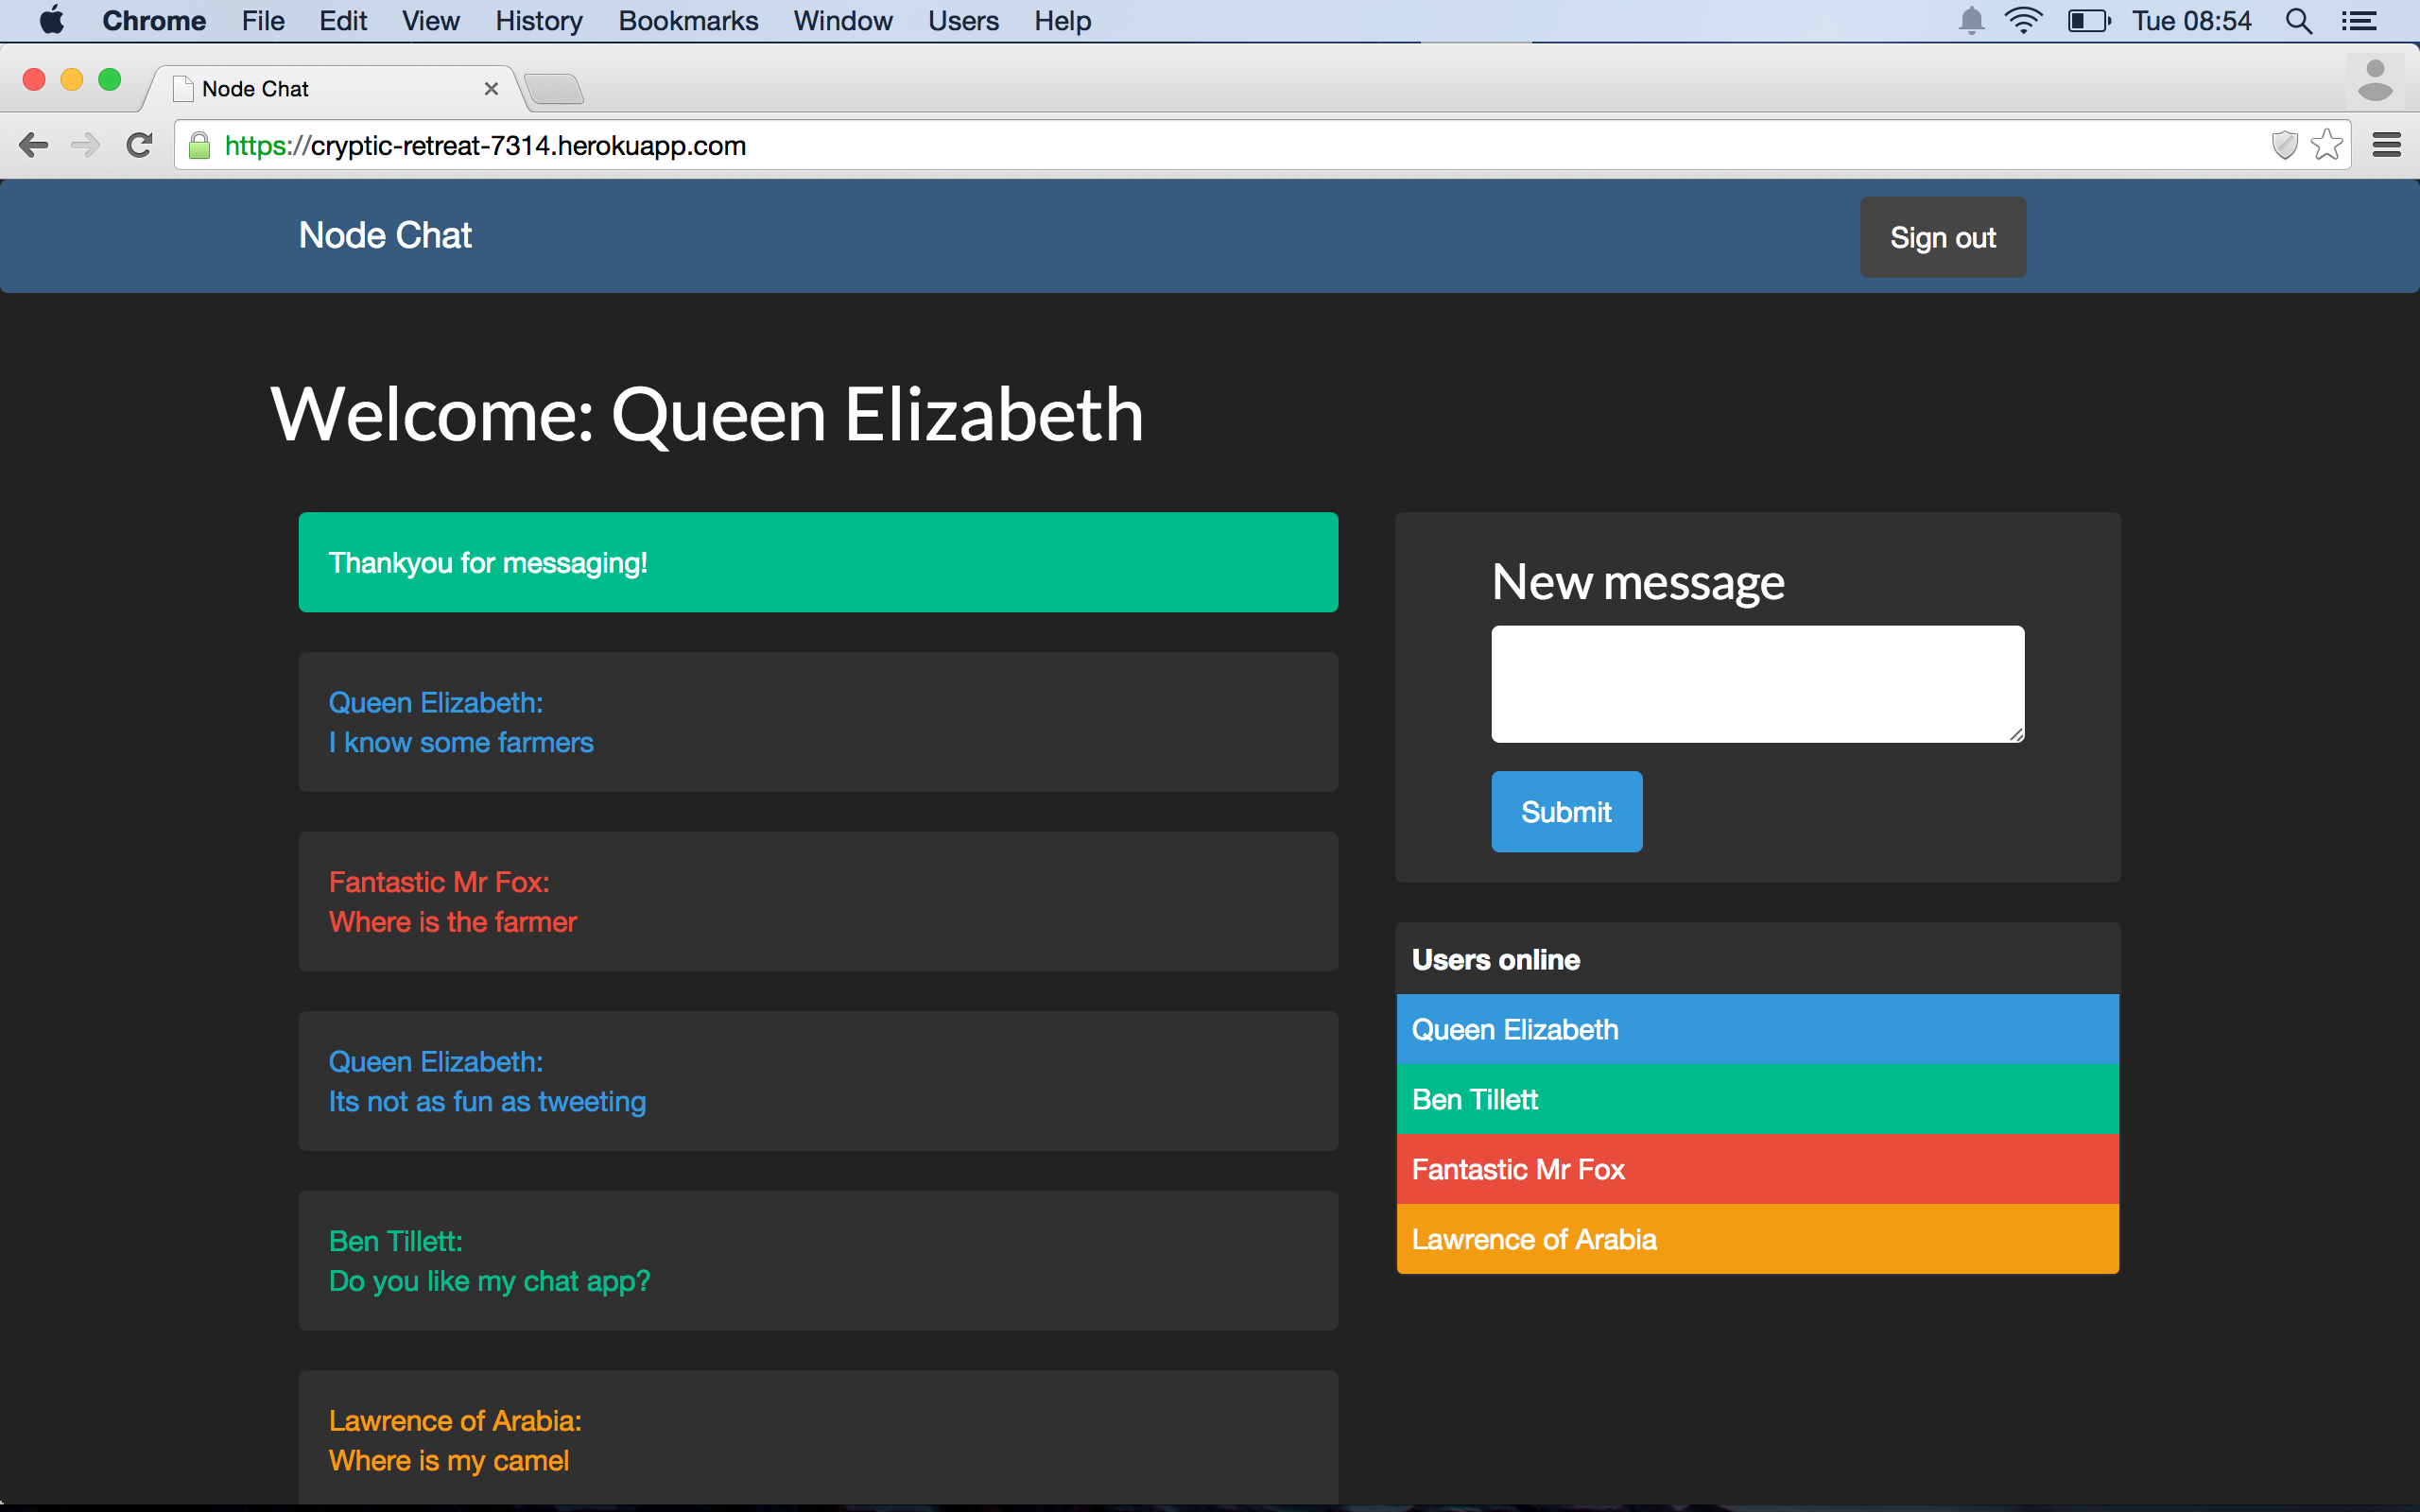 Chrome File Edit View History Bookmarks Window Users Help Tue 08:54
Node Chat
https://cryptic-retreat-7314.herokuapp.com
Node Chat
Sign out
Welcome: Queen Elizabeth
Thankyou for messaging!
Queen Elizabeth:
I know some farmers
Fantastic Mr Fox:
Where is the farmer
Queen Elizabeth:
Its not as fun as tweeting
Ben Tillett:
Do you like my chat app?
Lawrence of Arabia:
Where is my camel
New message
Submit
Users online
Queen Elizabeth
Ben Tillett
Fantastic Mr Fox
Lawrence of Arabia